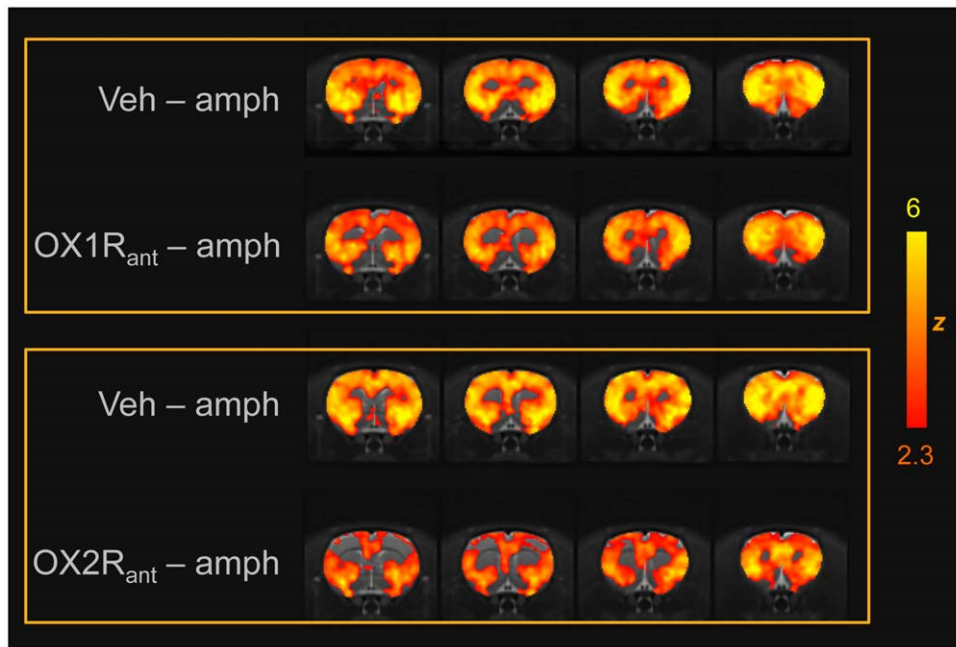 Veh – amph
OX1Rant – amph
6
z
2.3
Veh – amph
OX2Rant – amph